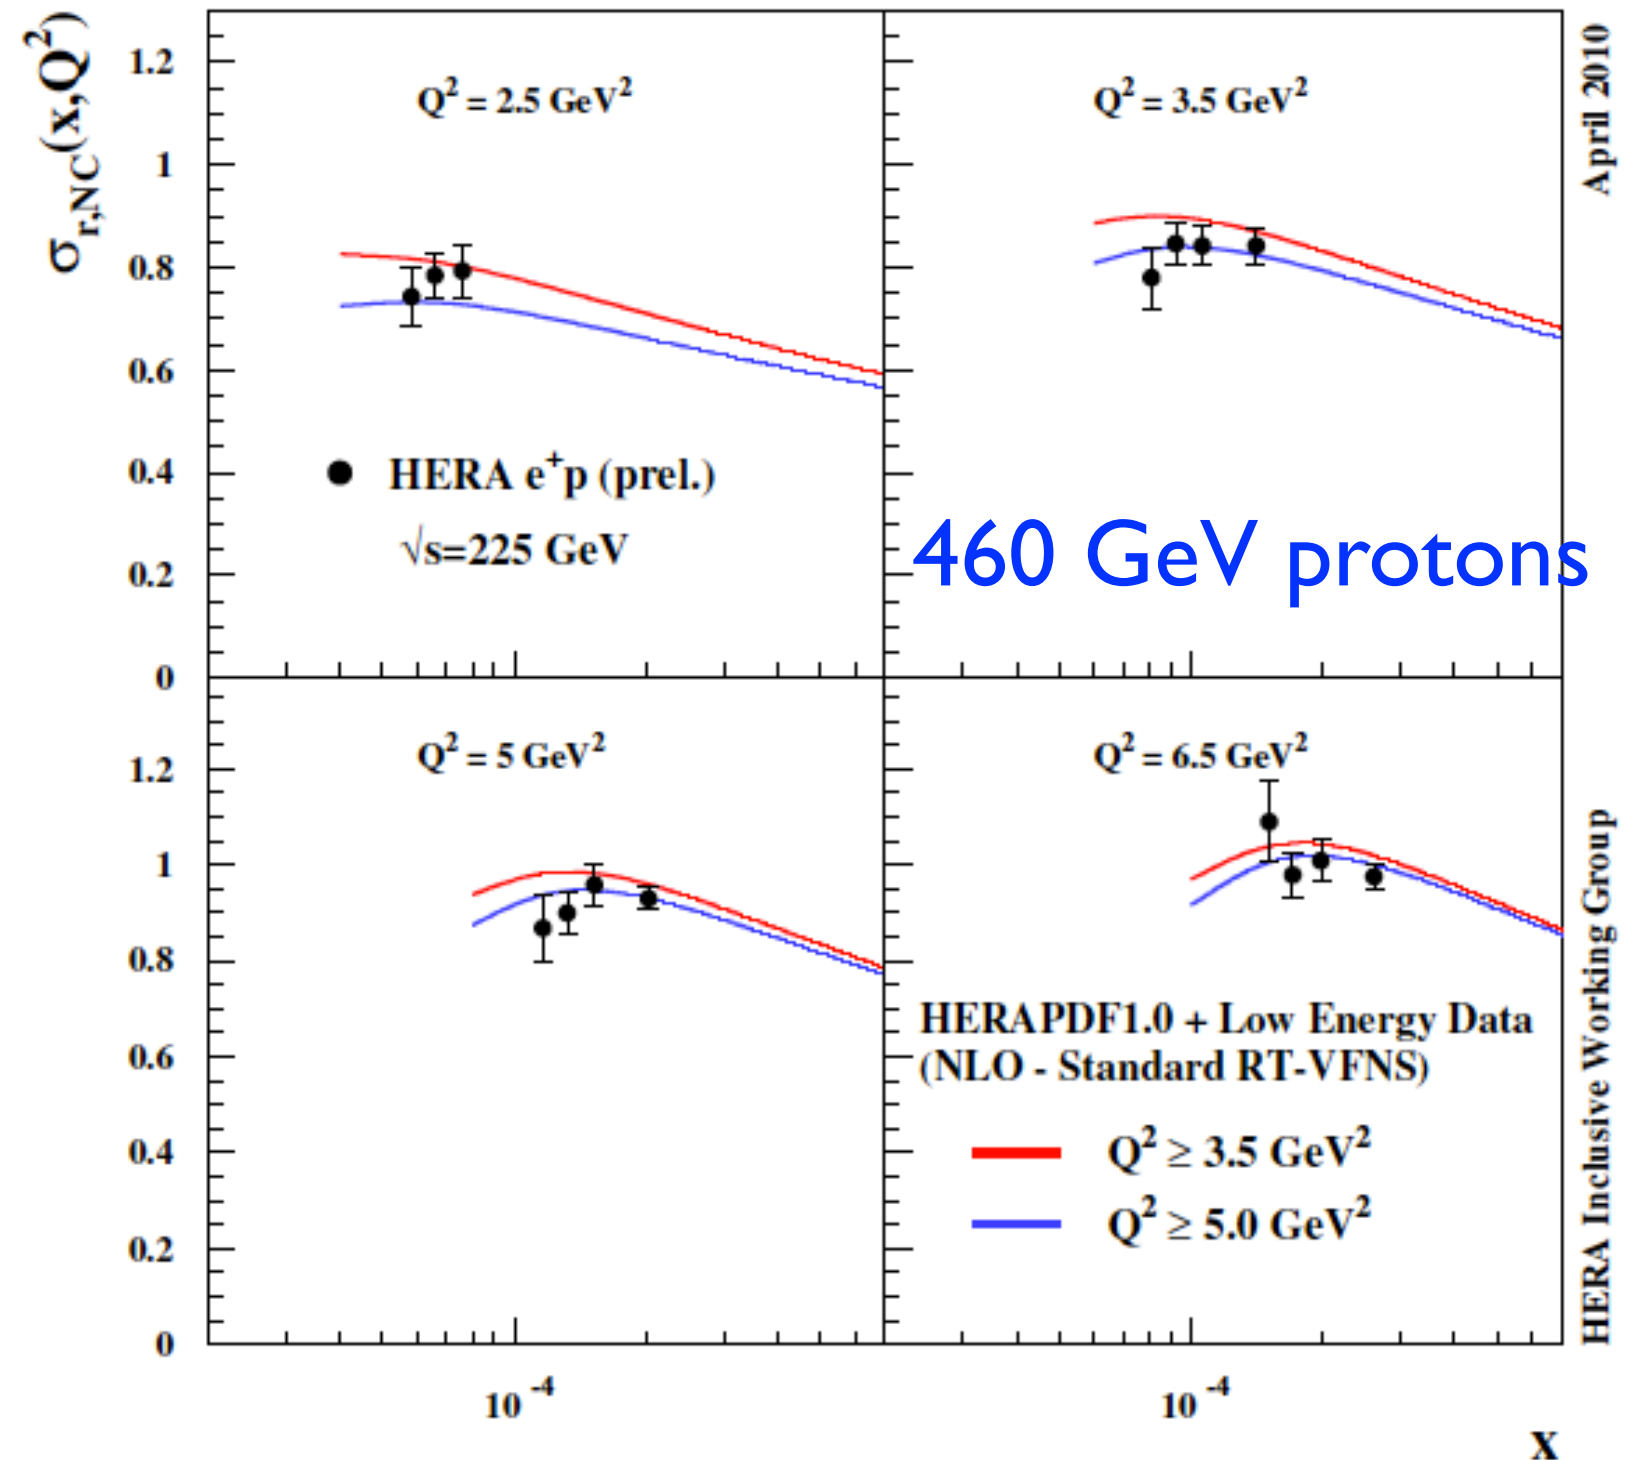 σr,NC(x,Q²)
April 2010
1.2
1
0.8
0.6
0.4
0.2
0
Q² = 2.5 GeV²
HERA e⁺p (prel.)
√s=225 GeV
Q² = 3.5 GeV²
460 GeV protons
1.2
1
0.8
0.6
0.4
0.2
0
Q² = 5 GeV²
Q² = 6.5 GeV²
HERAPDF1.0 + Low Energy Data
(NLO - Standard RT-VFNS)
Q² ≥ 3.5 GeV²
Q² ≥ 5.0 GeV²
HERA Inclusive Working Group
10⁻⁴
10⁻⁴
x